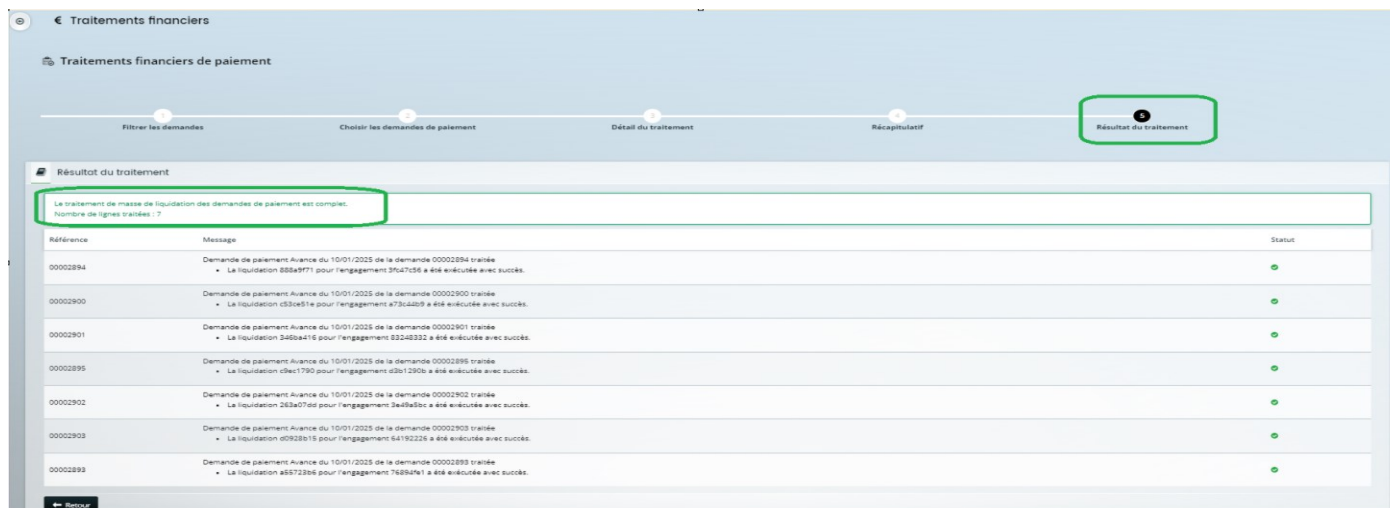 € Traitements financiers
Traitements financiers de paiement
1 2 3 4 5
Filtrer les demandes Choisir les demandes de paiement Détail du traitement Récapitulatif Résultat du traitement
Résultat du traitement
Le traitement de masse de liquidation des demandes de paiement est complet.
Nombre de lignes traitées : 7
Référence Message Statut
Demande de paiement Avance du 10/01/2025 de la demande 00002894 traitée
00002894
• La liquidation 888a9f71 pour l'engagement 3fc47c56 a été exécutée avec succès.
Demande de paiement Avance du 10/01/2025 de la demande 00002900 traitée
00002900
• La liquidation c53ce51e pour l'engagement a73c44b9 a été exécutée avec succès.
Demande de paiement Avance du 10/01/2025 de la demande 00002901 traitée
00002901
• La liquidation 346ba416 pour l'engagement 83248332 a été exécutée avec succès.
Demande de paiement Avance du 10/01/2025 de la demande 00002895 traitée
00002895
• La liquidation c9ec1790 pour l'engagement d3b1290b a été exécutée avec succès.
Demande de paiement Avance du 10/01/2025 de la demande 00002902 traitée
00002902
• La liquidation 263a07dd pour l'engagement 3e49a5bc a été exécutée avec succès.
Demande de paiement Avance du 10/01/2025 de la demande 00002903 traitée
00002903
• La liquidation d0928b15 pour l'engagement 64192226 a été exécutée avec succès.
Demande de paiement Avance du 10/01/2025 de la demande 00002893 traitée
00002893
• La liquidation a55723b6 pour l'engagement 76894fe1 a été exécutée avec succès.
← Retour